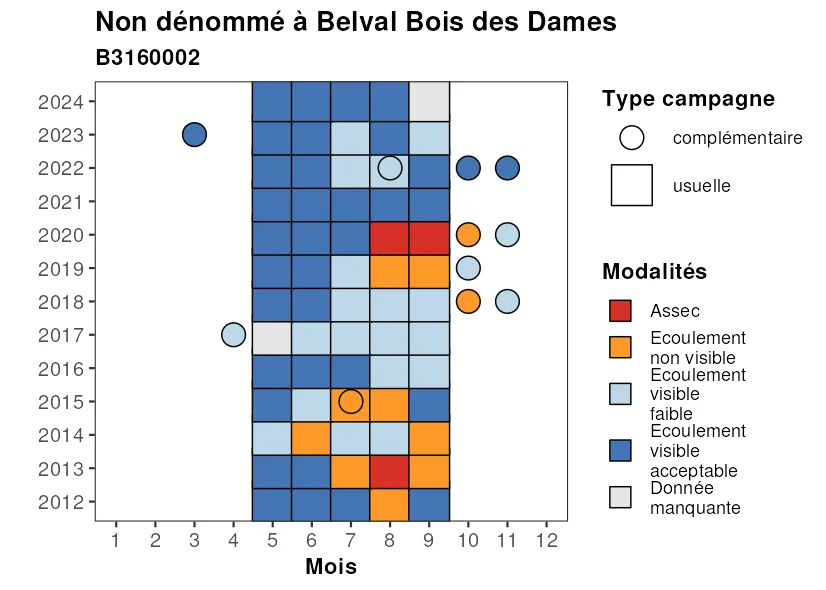 Non dénommé à Belval Bois des Dames
B3160002
2024
2023
2022
2021
2020
2019
2018
2017
2016
2015
2014
2013
2012
1 2 3 4 5 6 7 8 9 10 11 12
Mois
Type campagne
complémentaire
usuelle
Modalités
Assec
Ecoulement
non visible
Ecoulement
visible
faible
Ecoulement
visible
acceptable
Donnée
manquante